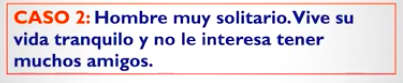 CASO 2: Hombre muy solitario.Vive su
vida tranquilo y no le interesa tener
muchos amigos.